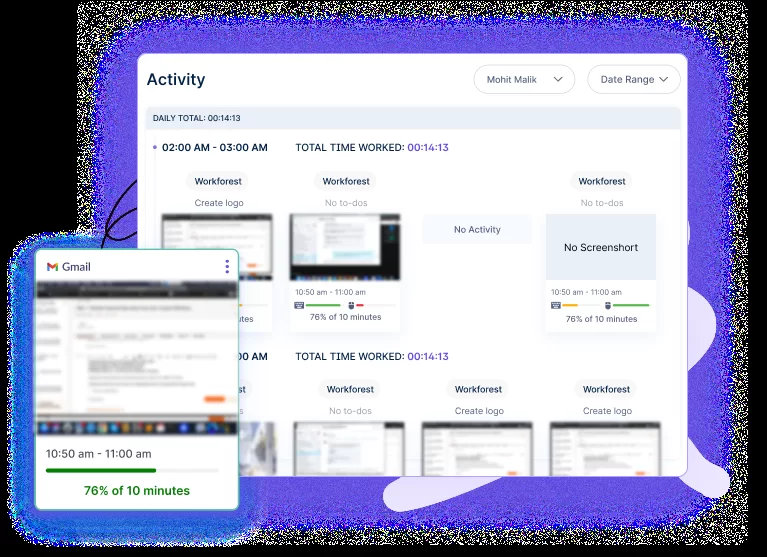 Activity
Mohit Malik
Date Range
DAILY TOTAL: 00:14:13
02:00 AM - 03:00 AM TOTAL TIME WORKED: 00:14:13
Workforest
Create logo
Workforest
No to-dos
10:50 am - 11:00 am
76% of 10 minutes
No Activity
Workforest
No to-dos
No Screenshort
10:50 am - 11:00 am
76% of 10 minutes
Gmail
10:50 am - 11:00 am
76% of 10 minutes
00 AM TOTAL TIME WORKED: 00:14:13
Workforest
No to-dos
Workforest
Create logo
Workforest
Create logo